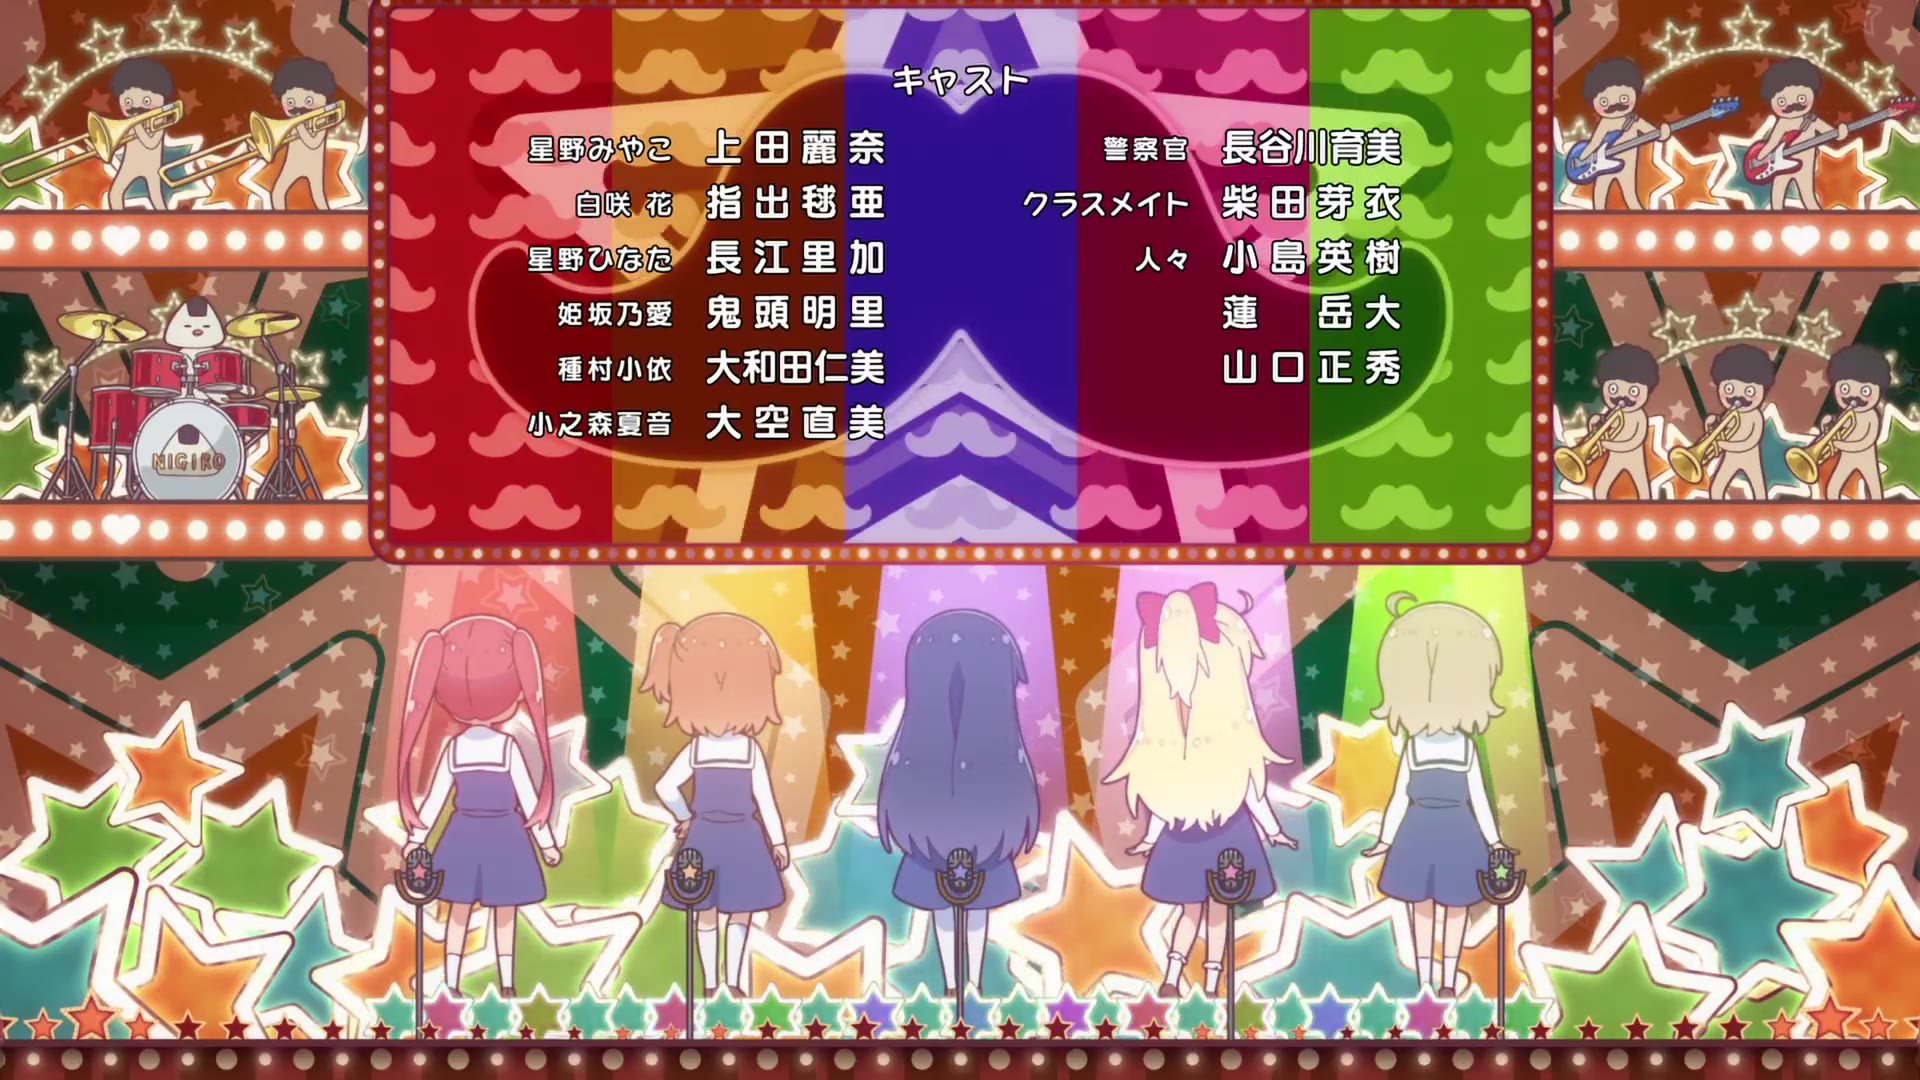 キャスト
星野みやこ 上田麗奈
白咲 花 指出毬亜
星野ひなた 長江里加
姫坂乃愛 鬼頭明里
種村小依 大和田仁美
小之森夏音 大空直美
警察官 長谷川育美
クラスメイト 柴田芽衣
人々 小島英樹
蓮 岳大
山口正秀
NIGIRO